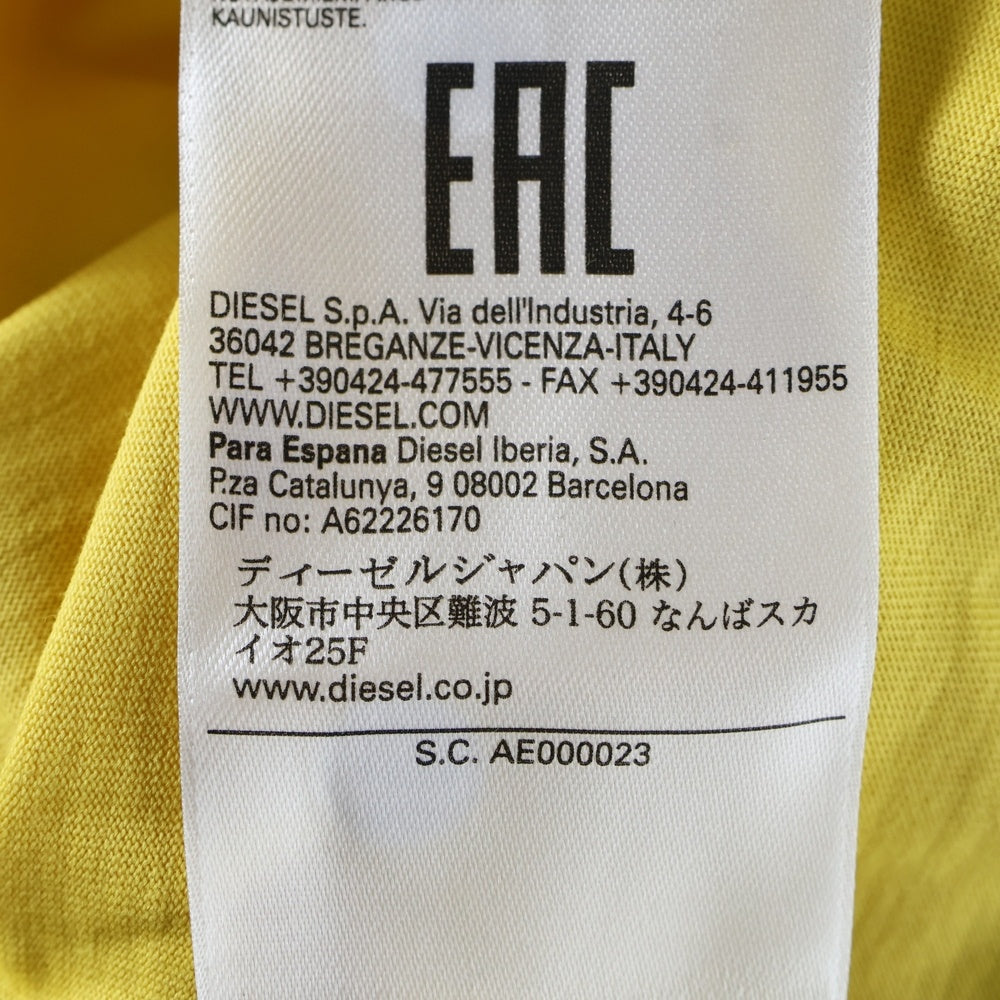 KAUNISTUSTE.
EAC
DIESEL S.p.A. Via dell'Industria, 4-6
36042 BREGANZE-VICENZA-ITALY
TEL +390424-477555 - FAX +390424-411955
WWW.DIESEL.COM
Para Espana Diesel Iberia, S.A.
P.za Catalunya, 9 08002 Barcelona
CIF no: A62226170
ディーゼルジャパン(株)
大阪市中央区難波 5-1-60 なんばスカ
イオ25F
www.diesel.co.jp
S.C. AE000023